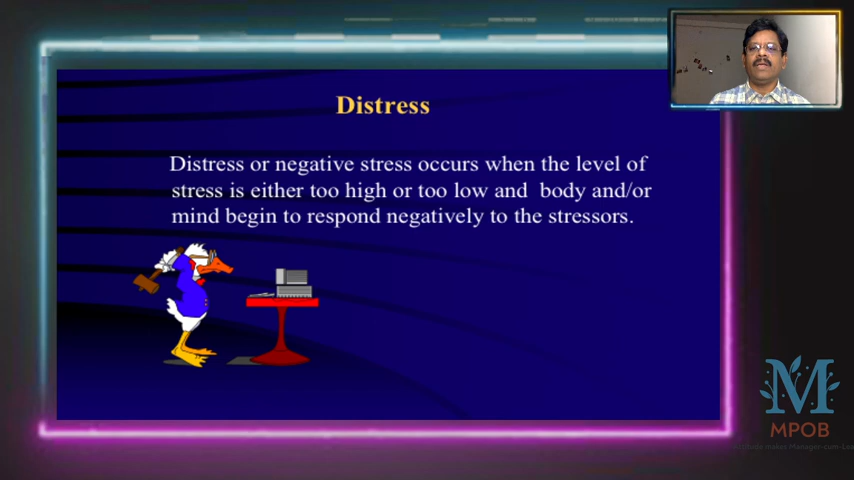 Distress
Distress or negative stress occurs when the level of
stress is either too high or too low and body and/or
mind begin to respond negatively to the stressors.
M
MPOB